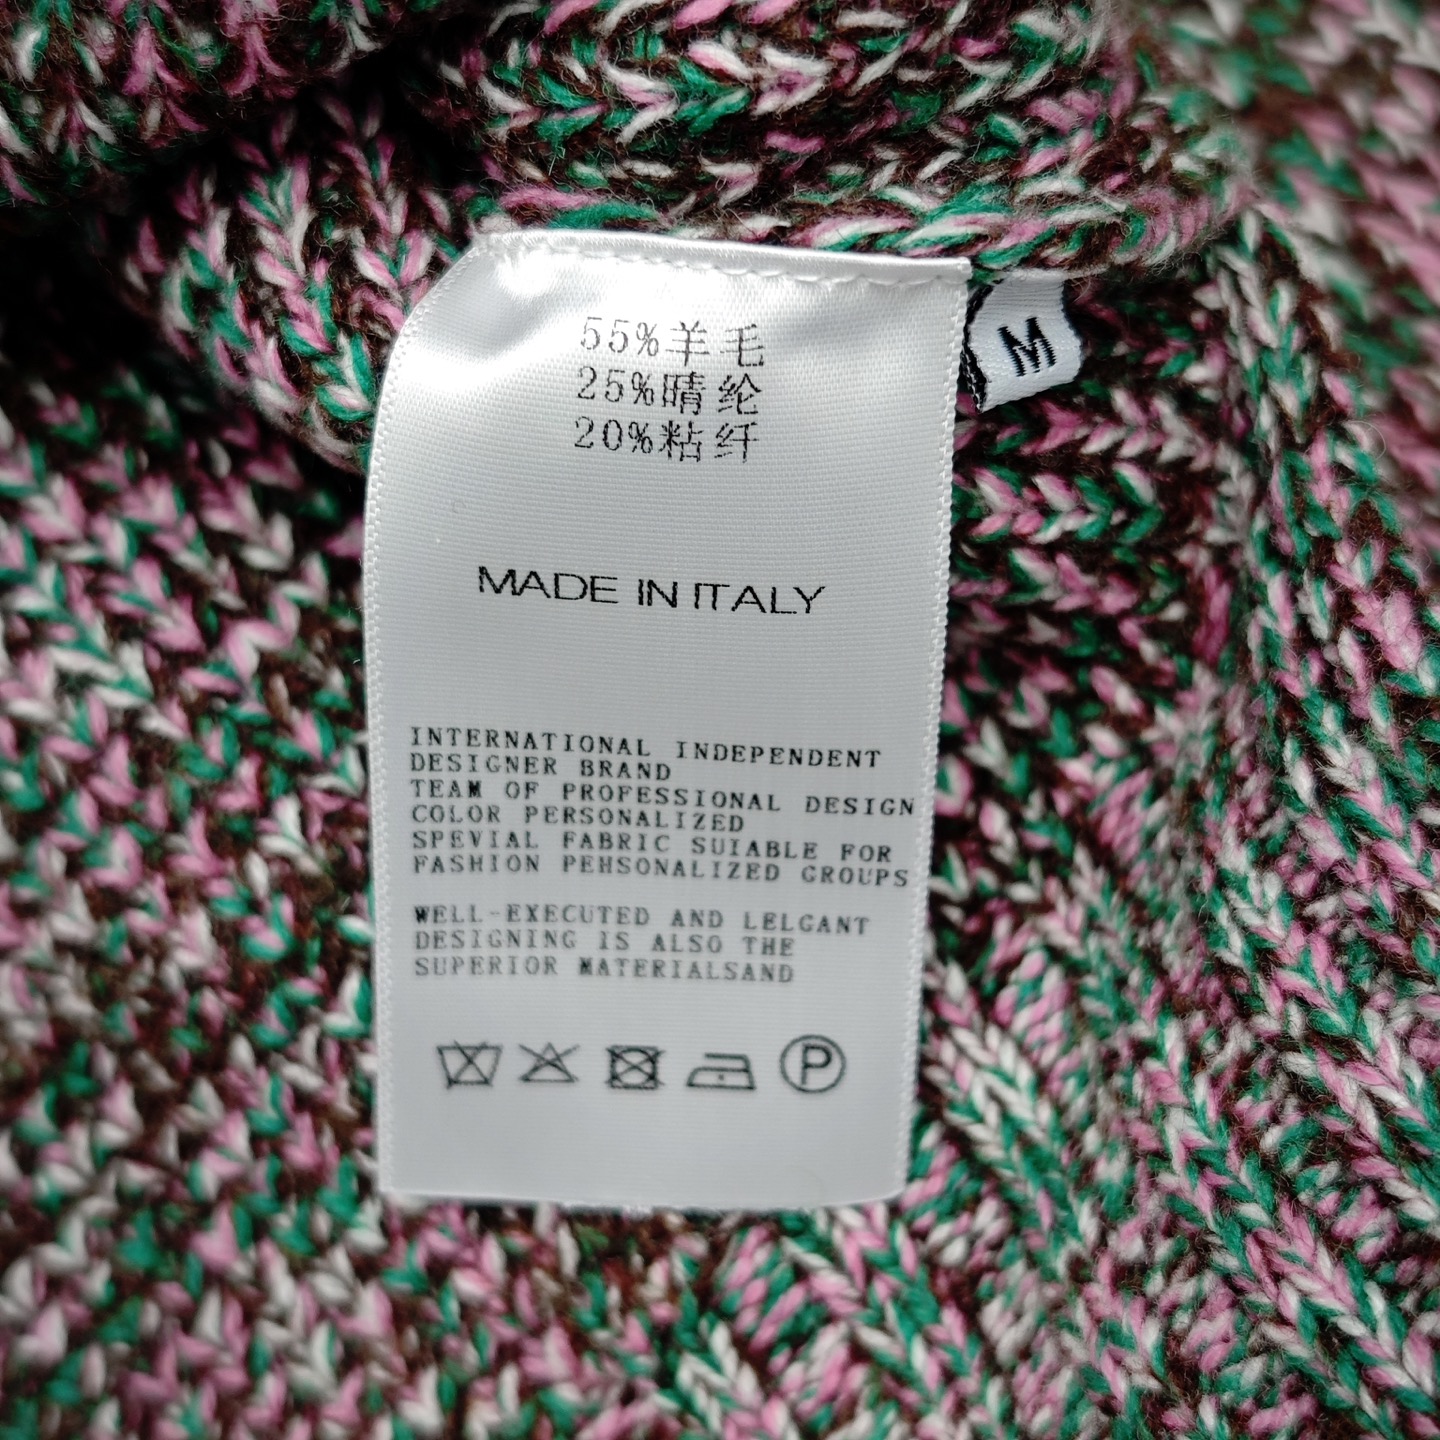 55%羊毛
25%晴纶
20%粘纤
M
MADE IN ITALY
INTERNATIONAL INDEPENDENT
DESIGNER BRAND
TEAM OF PROFESSIONAL DESIGN
COLOR PERSONALIZED
SPEVIAL FABRIC SUIABLE FOR
FASHION PEHSONALIZED GROUPS
WELL-EXECUTED AND LELGANT
DESIGNING IS ALSO THE
SUPERIOR MATERIALSAND
P